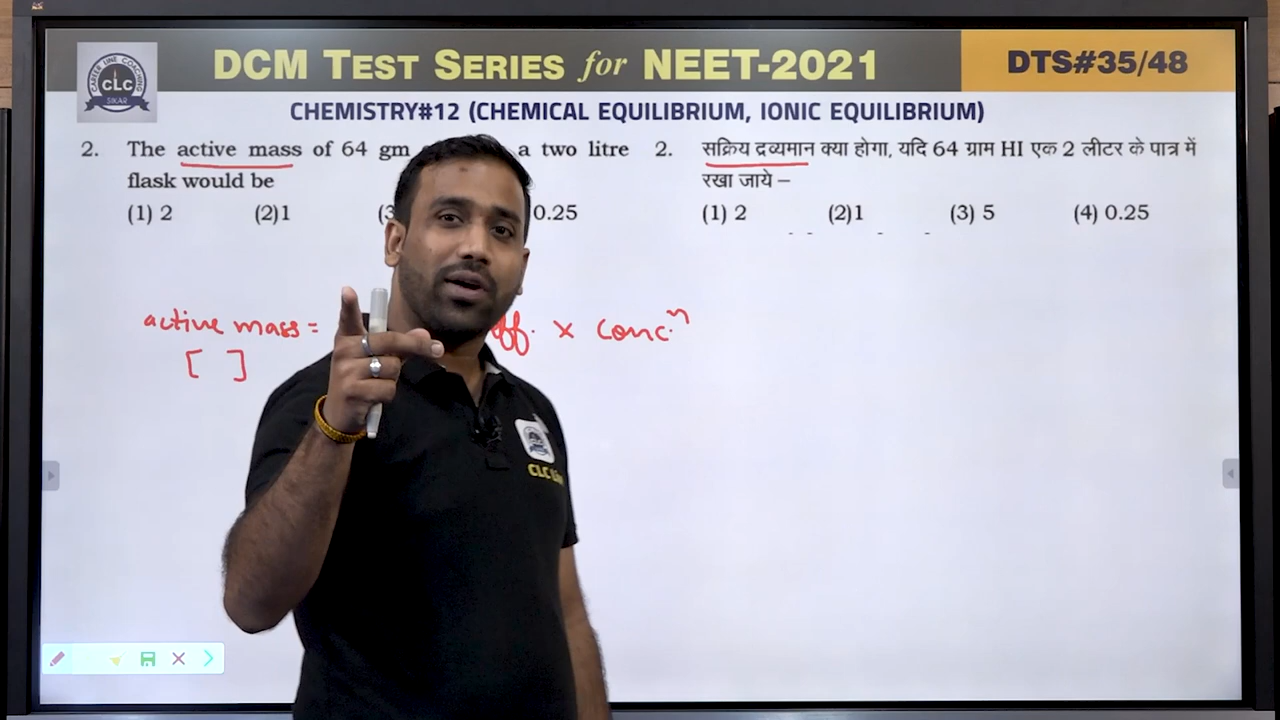 DCM TEST SERIES for NEET-2021
DTS#35/48
CAREER LINE COACHING
CLC
SIKAR
CHEMISTRY#12 (CHEMICAL EQUILIBRIUM, IONIC EQUILIBRIUM)
2. The active mass of 64 gm a two litre
flask would be
(1) 2 (2)1 (3 0.25
2. सक्रिय द्रव्यमान क्या होगा, यदि 64 ग्राम HI एक 2 लीटर के पात्र में
रखा जाये –
(1) 2 (2)1 (3) 5 (4) 0.25
active mass = ff. × concⁿ
[ ]
CLC